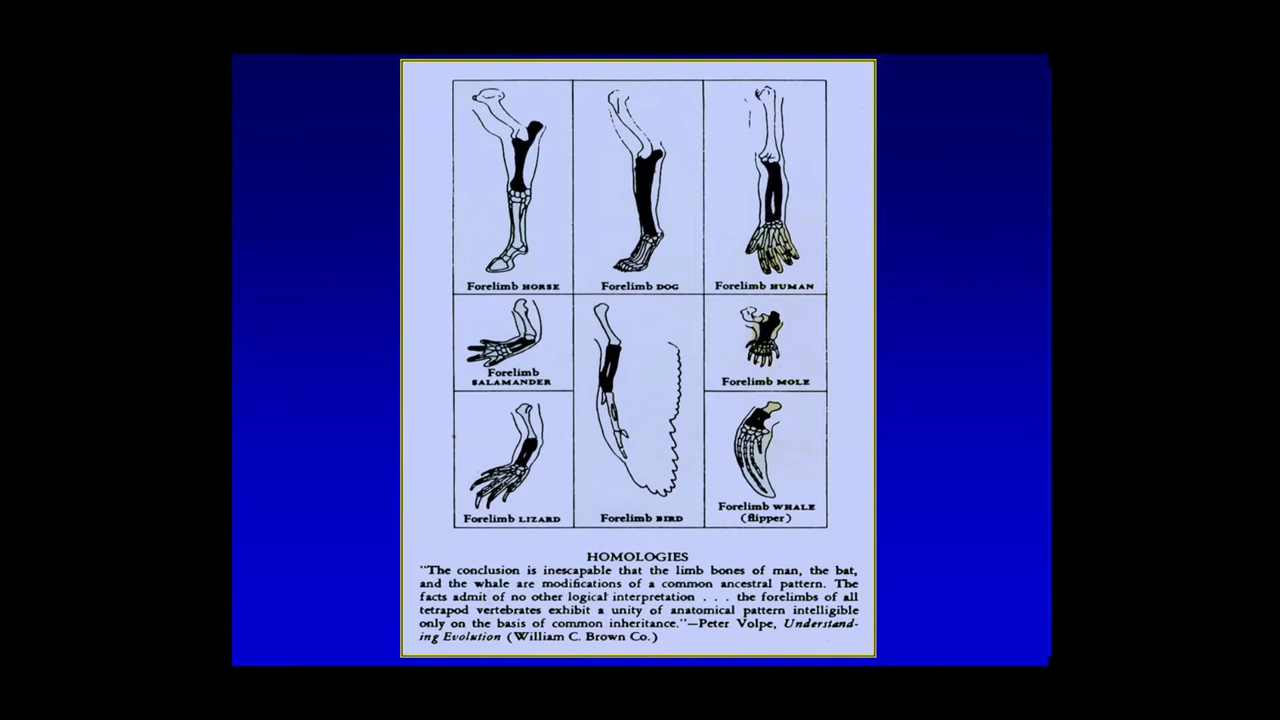 Forelimb HORSE
Forelimb DOG
Forelimb HUMAN
Forelimb
SALAMANDER
Forelimb MOLE
Forelimb LIZARD
Forelimb BIRD
Forelimb WHALE
(flipper)
HOMOLOGIES
"The conclusion is inescapable that the limb bones of man, the bat,
and the whale are modifications of a common ancestral pattern. The
facts admit of no other logical interpretation . . . the forelimbs of all
tetrapod vertebrates exhibit a unity of anatomical pattern intelligible
only on the basis of common inheritance."—Peter Volpe, Understand-
ing Evolution (William C. Brown Co.)